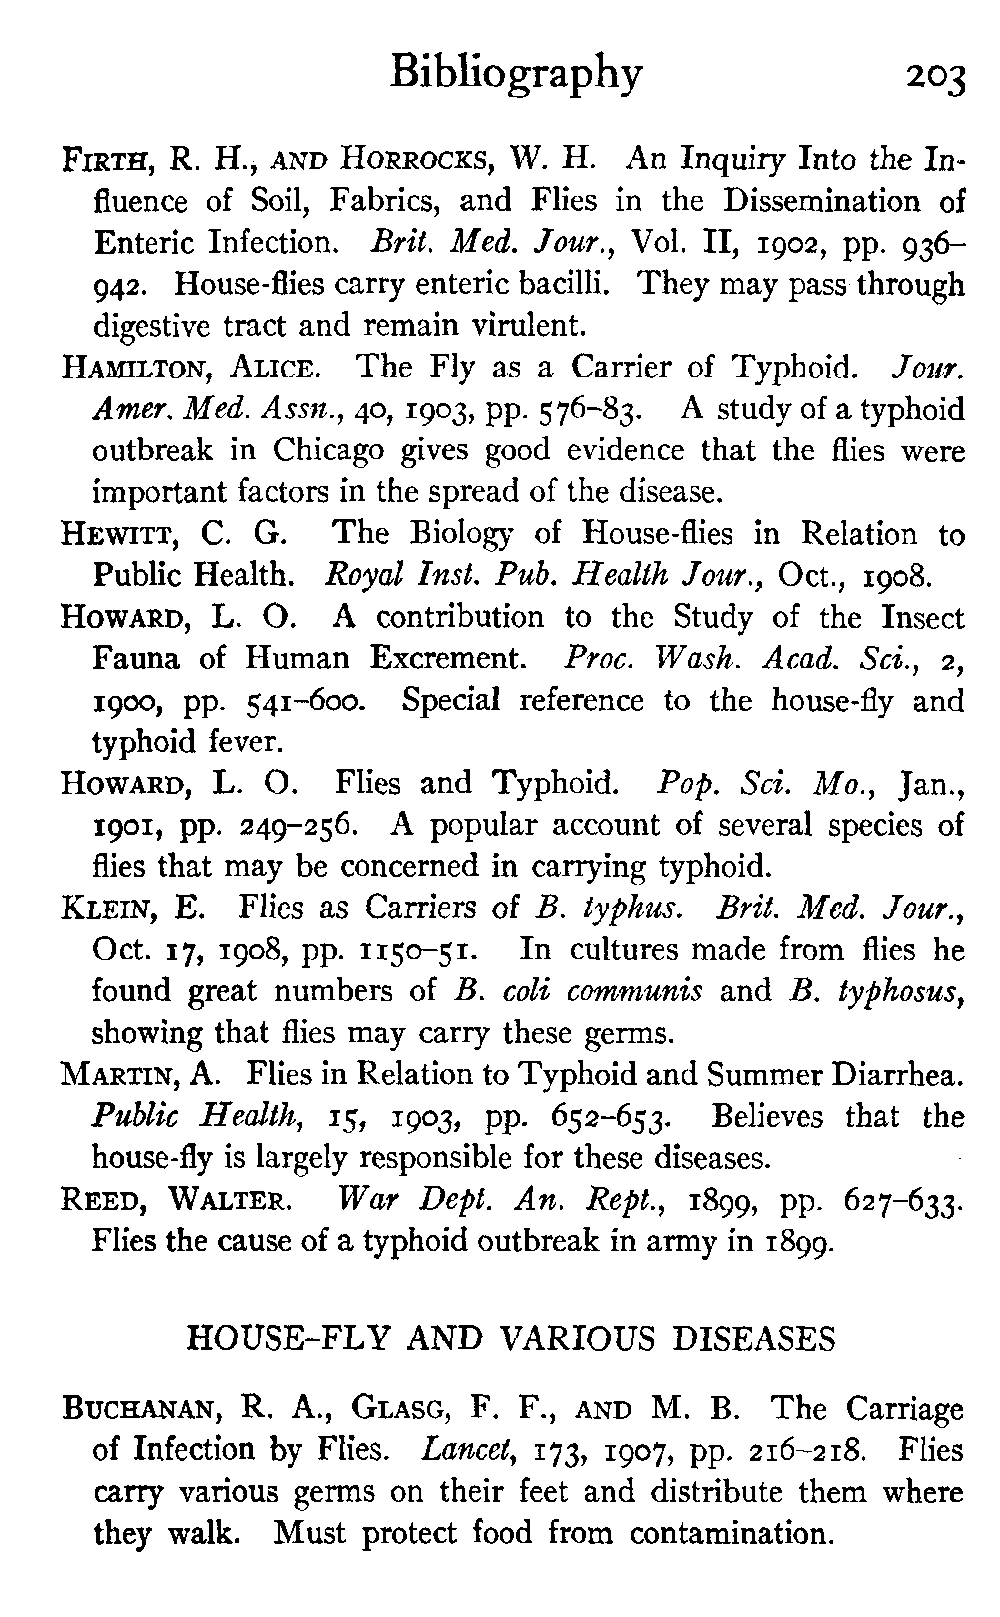 Bibliography 203
FIRTH, R. H., AND HORROCKS, W. H. An Inquiry Into the In-
fluence of Soil, Fabrics, and Flies in the Dissemination of
Enteric Infection. Brit. Med. Jour., Vol. II, 1902, pp. 936–
942. House-flies carry enteric bacilli. They may pass through
digestive tract and remain virulent.
HAMILTON, ALICE. The Fly as a Carrier of Typhoid. Jour.
Amer. Med. Assn., 40, 1903, pp. 576–83. A study of a typhoid
outbreak in Chicago gives good evidence that the flies were
important factors in the spread of the disease.
HEWITT, C. G. The Biology of House-flies in Relation to
Public Health. Royal Inst. Pub. Health Jour., Oct., 1908.
HOWARD, L. O. A contribution to the Study of the Insect
Fauna of Human Excrement. Proc. Wash. Acad. Sci., 2,
1900, pp. 541–600. Special reference to the house-fly and
typhoid fever.
HOWARD, L. O. Flies and Typhoid. Pop. Sci. Mo., Jan.,
1901, pp. 249–256. A popular account of several species of
flies that may be concerned in carrying typhoid.
KLEIN, E. Flies as Carriers of B. typhus. Brit. Med. Jour.,
Oct. 17, 1908, pp. 1150–51. In cultures made from flies he
found great numbers of B. coli communis and B. typhosus,
showing that flies may carry these germs.
MARTIN, A. Flies in Relation to Typhoid and Summer Diarrhea.
Public Health, 15, 1903, pp. 652–653. Believes that the
house-fly is largely responsible for these diseases.
REED, WALTER. War Dept. An. Rept., 1899, pp. 627–633.
Flies the cause of a typhoid outbreak in army in 1899.
HOUSE-FLY AND VARIOUS DISEASES
BUCHANAN, R. A., GLASG, F. F., AND M. B. The Carriage
of Infection by Flies. Lancet, 173, 1907, pp. 216–218. Flies
carry various germs on their feet and distribute them where
they walk. Must protect food from contamination.